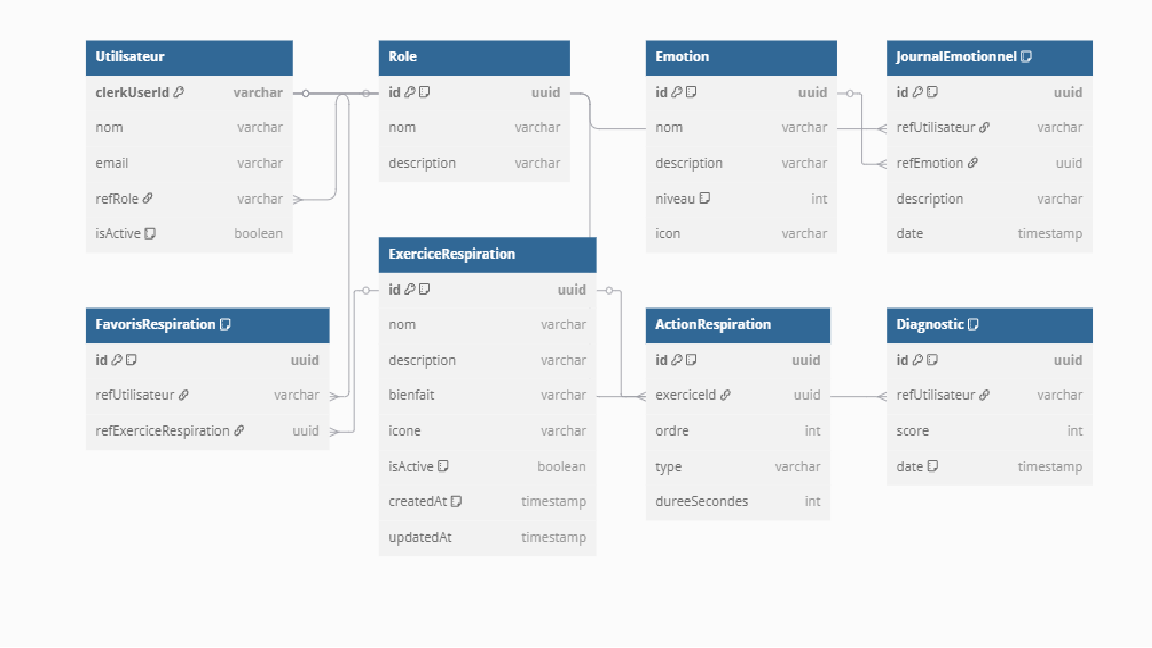 Utilisateur
clerkUserId varchar
nom varchar
email varchar
refRole varchar
isActive boolean
Role
id uuid
nom varchar
description varchar
Emotion
id uuid
nom varchar
description varchar
niveau int
icon varchar
JournalEmotionnel
id uuid
refUtilisateur varchar
refEmotion uuid
description varchar
date timestamp
FavorisRespiration
id uuid
refUtilisateur varchar
refExerciceRespiration uuid
ExerciceRespiration
id uuid
nom varchar
description varchar
bienfait varchar
icone varchar
isActive boolean
createdAt timestamp
updatedAt timestamp
ActionRespiration
id uuid
exerciceId uuid
ordre int
type varchar
dureeSecondes int
Diagnostic
id uuid
refUtilisateur varchar
score int
date timestamp